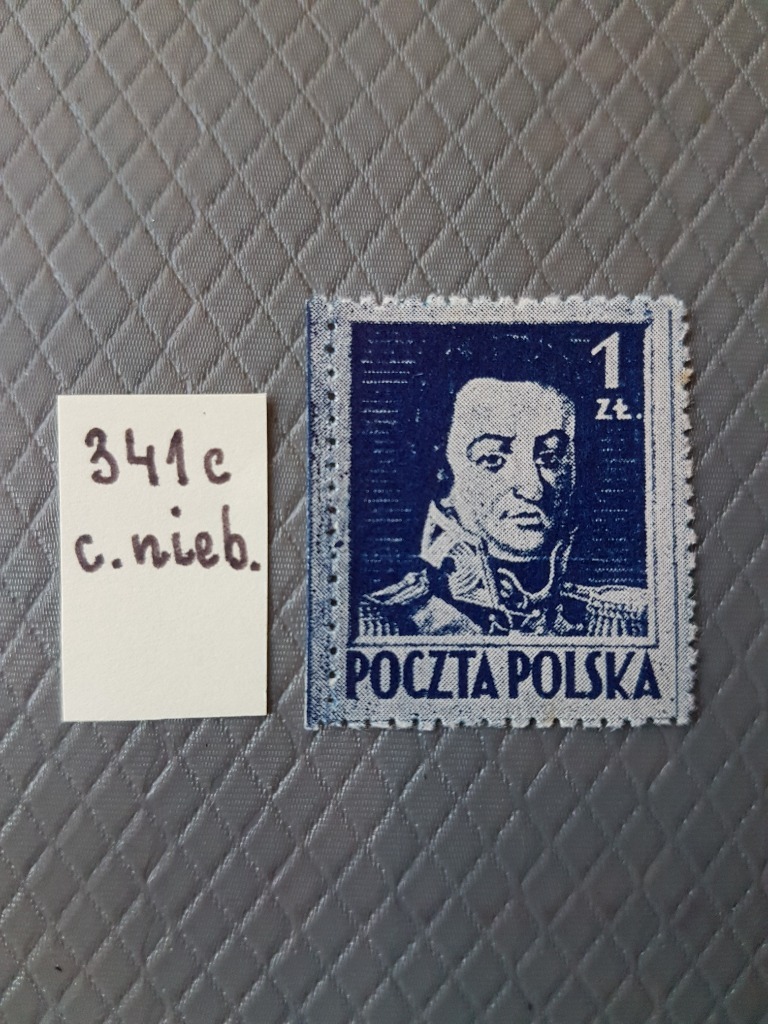 341c
c. nieb.
1
ZŁ.
POCZTA POLSKA